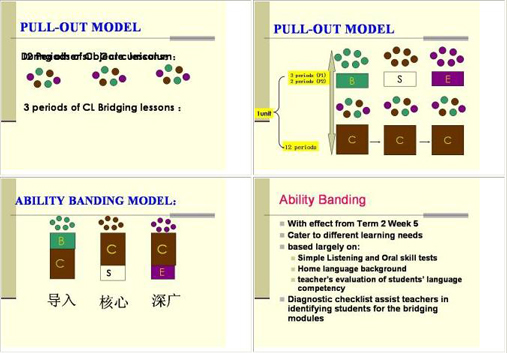 PULL-OUT MODEL
3 periods of CL Bridging lessons :
PULL-OUT MODEL
3 periods (P1)
2 periods (P2)
B
S
E
1unit
12 periods
C
C
C
ABILITY BANDING MODEL:
B
C
C
C
S
E
导入
核心
深广
Ability Banding
With effect from Term 2 Week 5
Cater to different learning needs
based largely on:
Simple Listening and Oral skill tests
Home language background
teacher's evaluation of students' language
competency
Diagnostic checklist assist teachers in
identifying students for the bridging
modules